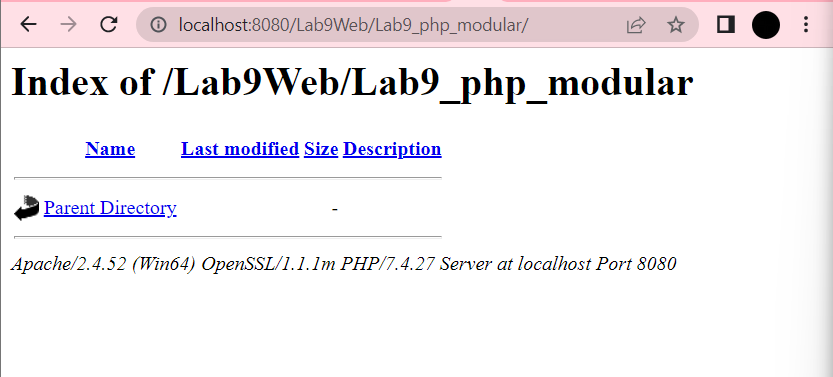 localhost:8080/Lab9Web/Lab9_php_modular/
Index of /Lab9Web/Lab9_php_modular
Name Last modified Size Description
Parent Directory -
Apache/2.4.52 (Win64) OpenSSL/1.1.1m PHP/7.4.27 Server at localhost Port 8080